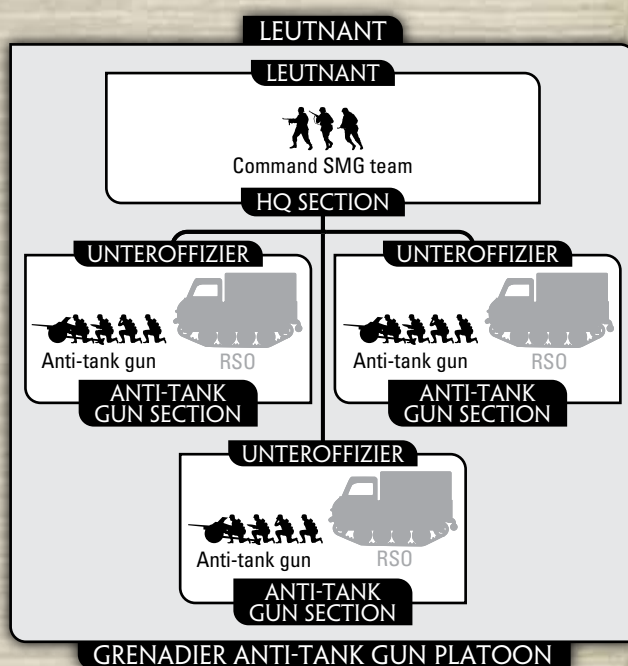 LEUTNANT
LEUTNANT
Command SMG team
HQ SECTION
UNTEROFFIZIER
Anti-tank gun
RSO
ANTI-TANK
GUN SECTION
UNTEROFFIZIER
Anti-tank gun
RSO
ANTI-TANK
GUN SECTION
UNTEROFFIZIER
Anti-tank gun
RSO
ANTI-TANK
GUN SECTION
GRENADIER ANTI-TANK GUN PLATOON